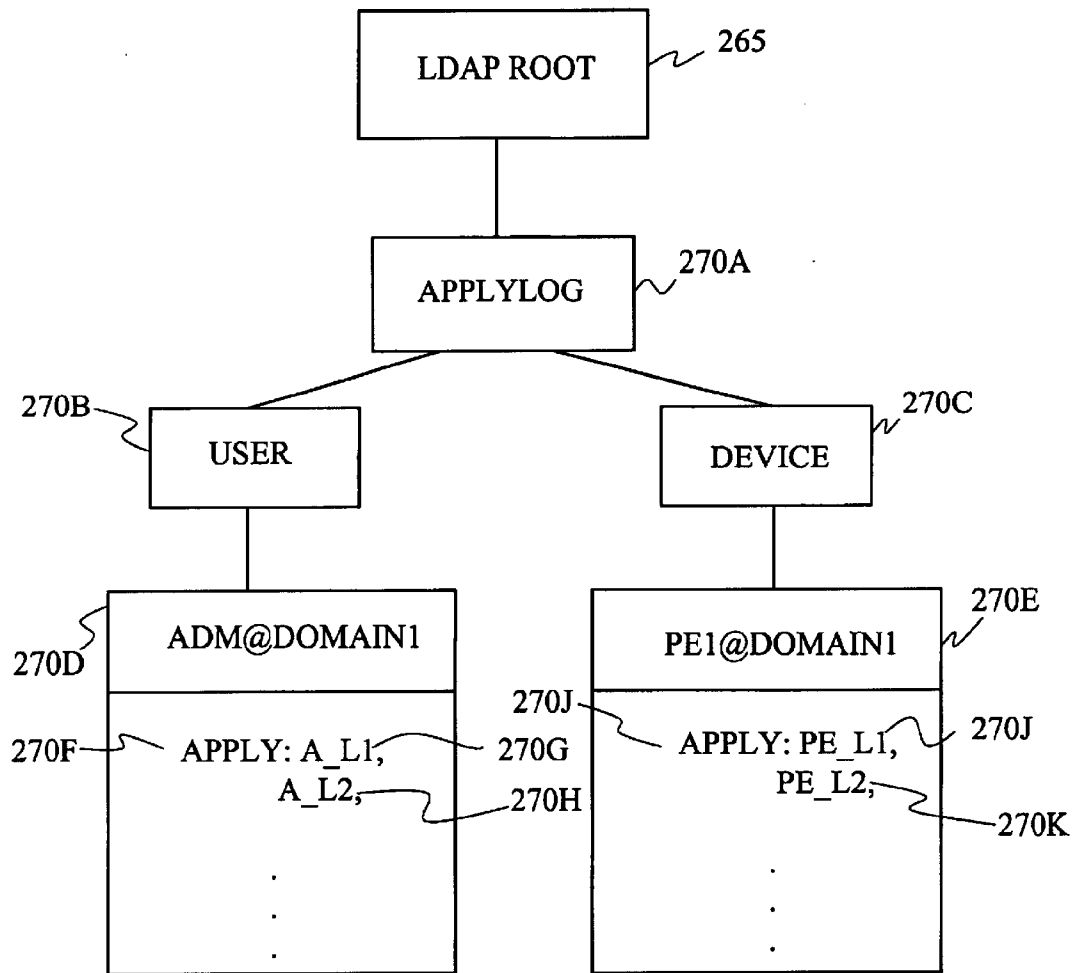 LDAP ROOT
265
APPLYLOG
270A
270B
USER
270C
DEVICE
270D
ADM@DOMAIN1
270E
PE1@DOMAIN1
270F
APPLY: A_L1,
270G
A_L2,
270H
270J
APPLY: PE_L1,
270J
PE_L2,
270K